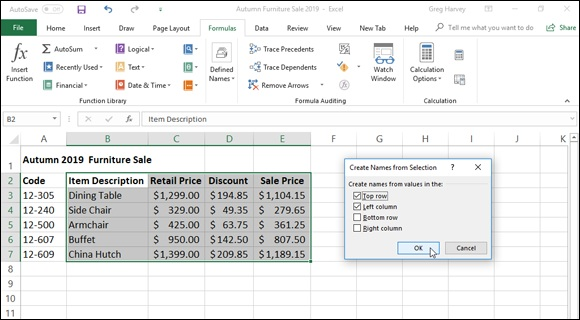 AutoSave Off Autumn Furniture Sale 2019 - Excel Greg Harvey
File Home Insert Draw Page Layout Formulas Data Review View New Tab Help Power Pivot Tell me
fx Σ AutoSum Logical Trace Precedents
Insert Function Recently Used Text Defined Names Trace Dependents Watch Window Calculation Options
Financial Date & Time Remove Arrows
Function Library Formula Auditing Calculation
B2 fx Item Description
A B C D E F G H I J K
1 Autumn 2019 Furniture Sale
2 Code Item Description Retail Price Discount Sale Price
3 12-305 Dining Table $1,299.00 $194.85 $1,104.15
4 12-240 Side Chair $ 329.00 $ 49.35 $ 279.65
5 12-500 Armchair $ 425.00 $ 63.75 $ 361.25
6 12-607 Buffet $ 950.00 $142.50 $ 807.50
7 12-609 China Hutch $1,399.00 $209.85 $1,189.15
8
9
10
11
Create Names from Selection ? ×
Create names from values in the:
Top row
Left column
Bottom row
Right column
OK Cancel